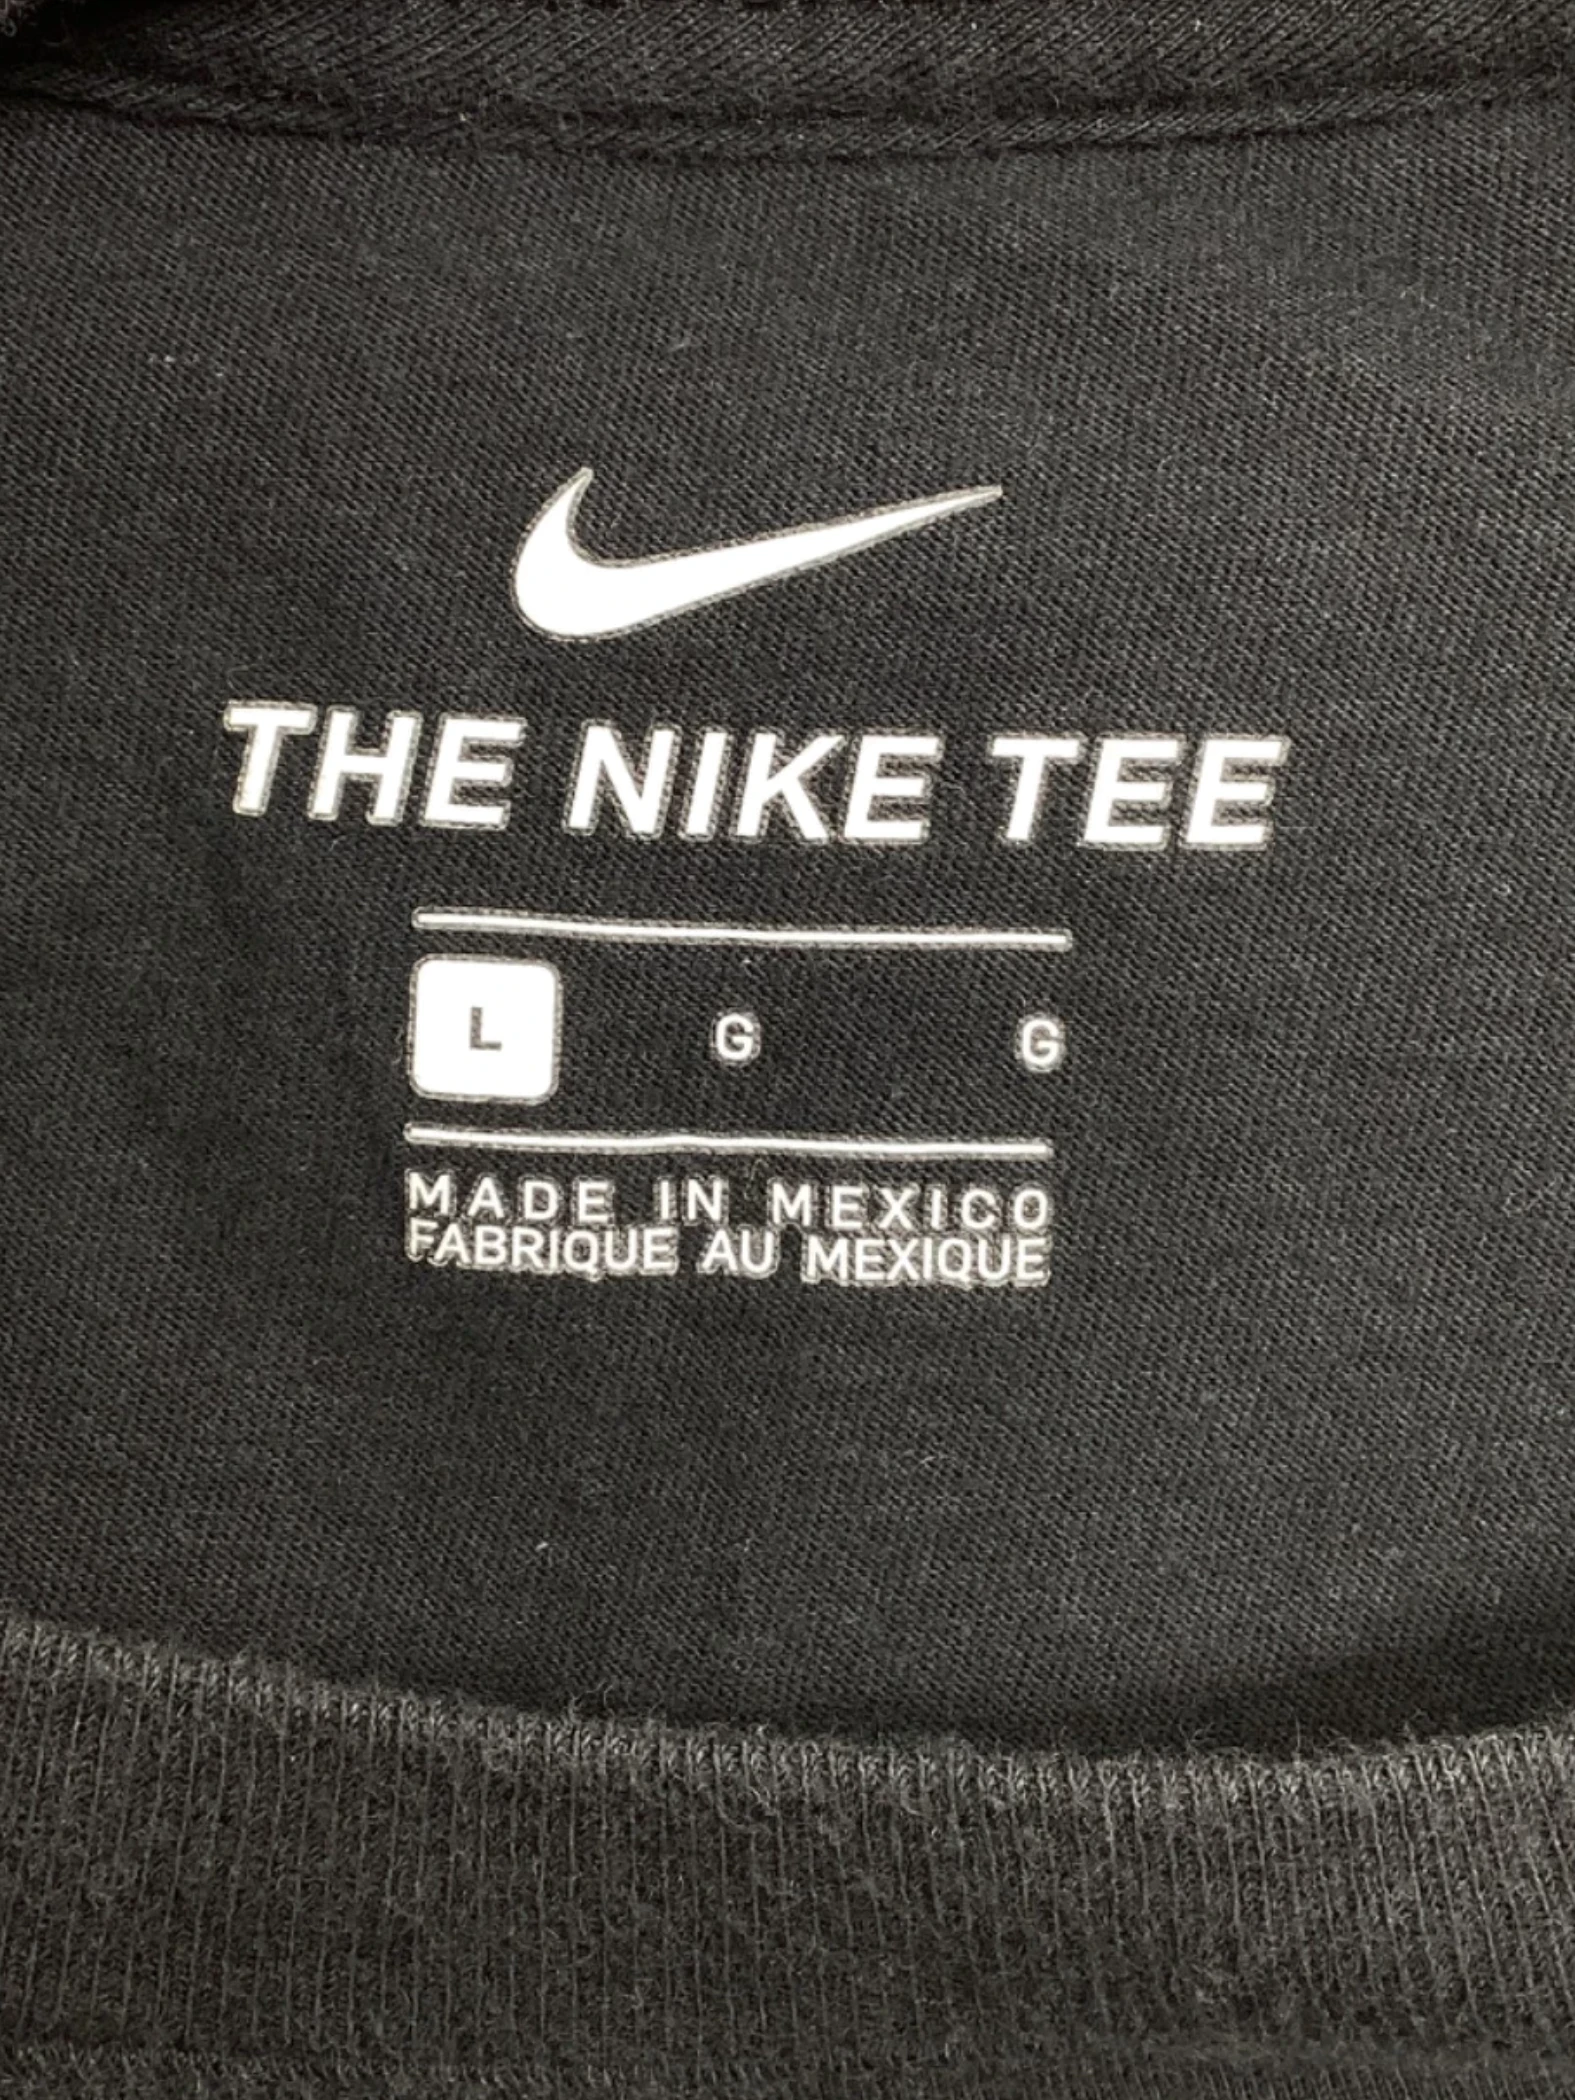 THE NIKE TEE
L G G
MADE IN MEXICO
FABRIQUE AU MEXIQUE